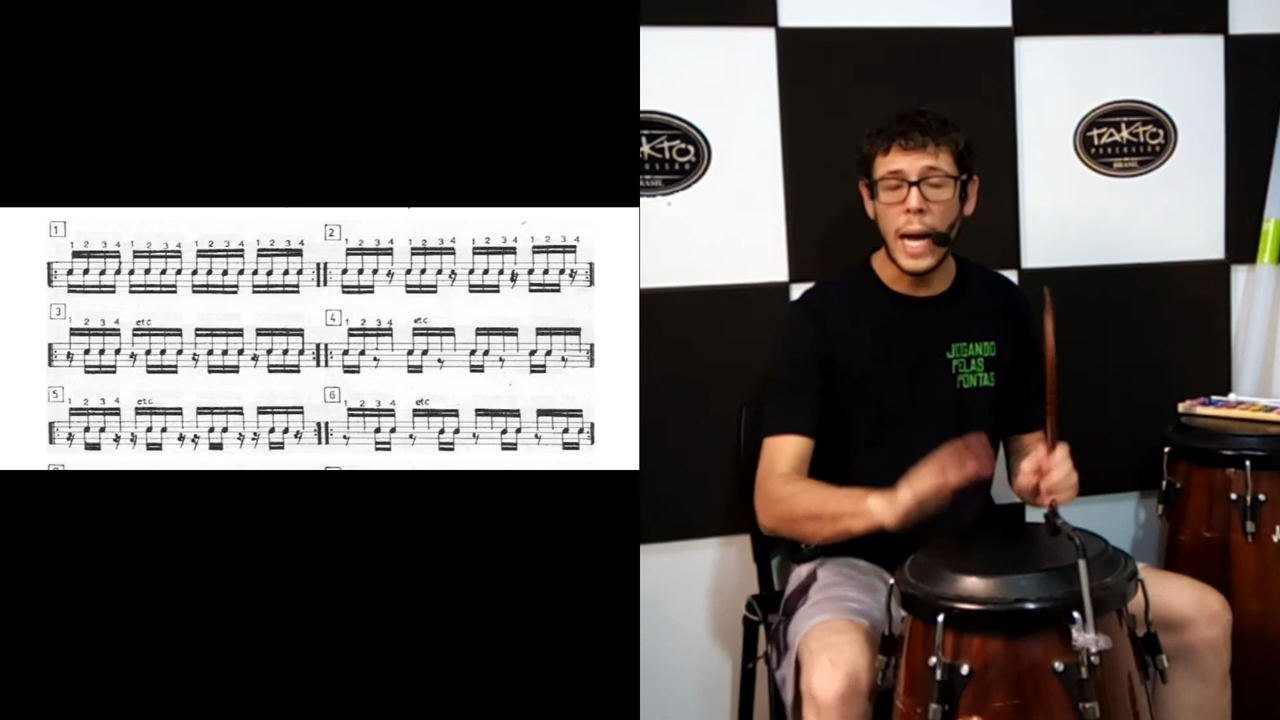 1
2
1 2 3 4 1 2 3 4 1 2 3 4 1 2 3 4
1 2 3 4 1 2 3 4 1 2 3 4 1 2 3 4
3
4
1 2 3 4 etc
1 2 3 4 etc
5
6
1 2 3 4 etc
1 2 3 4 etc
TAKTO
PERCUSSÃO
BRASIL
JOGANDO
PELAS
PONTAS